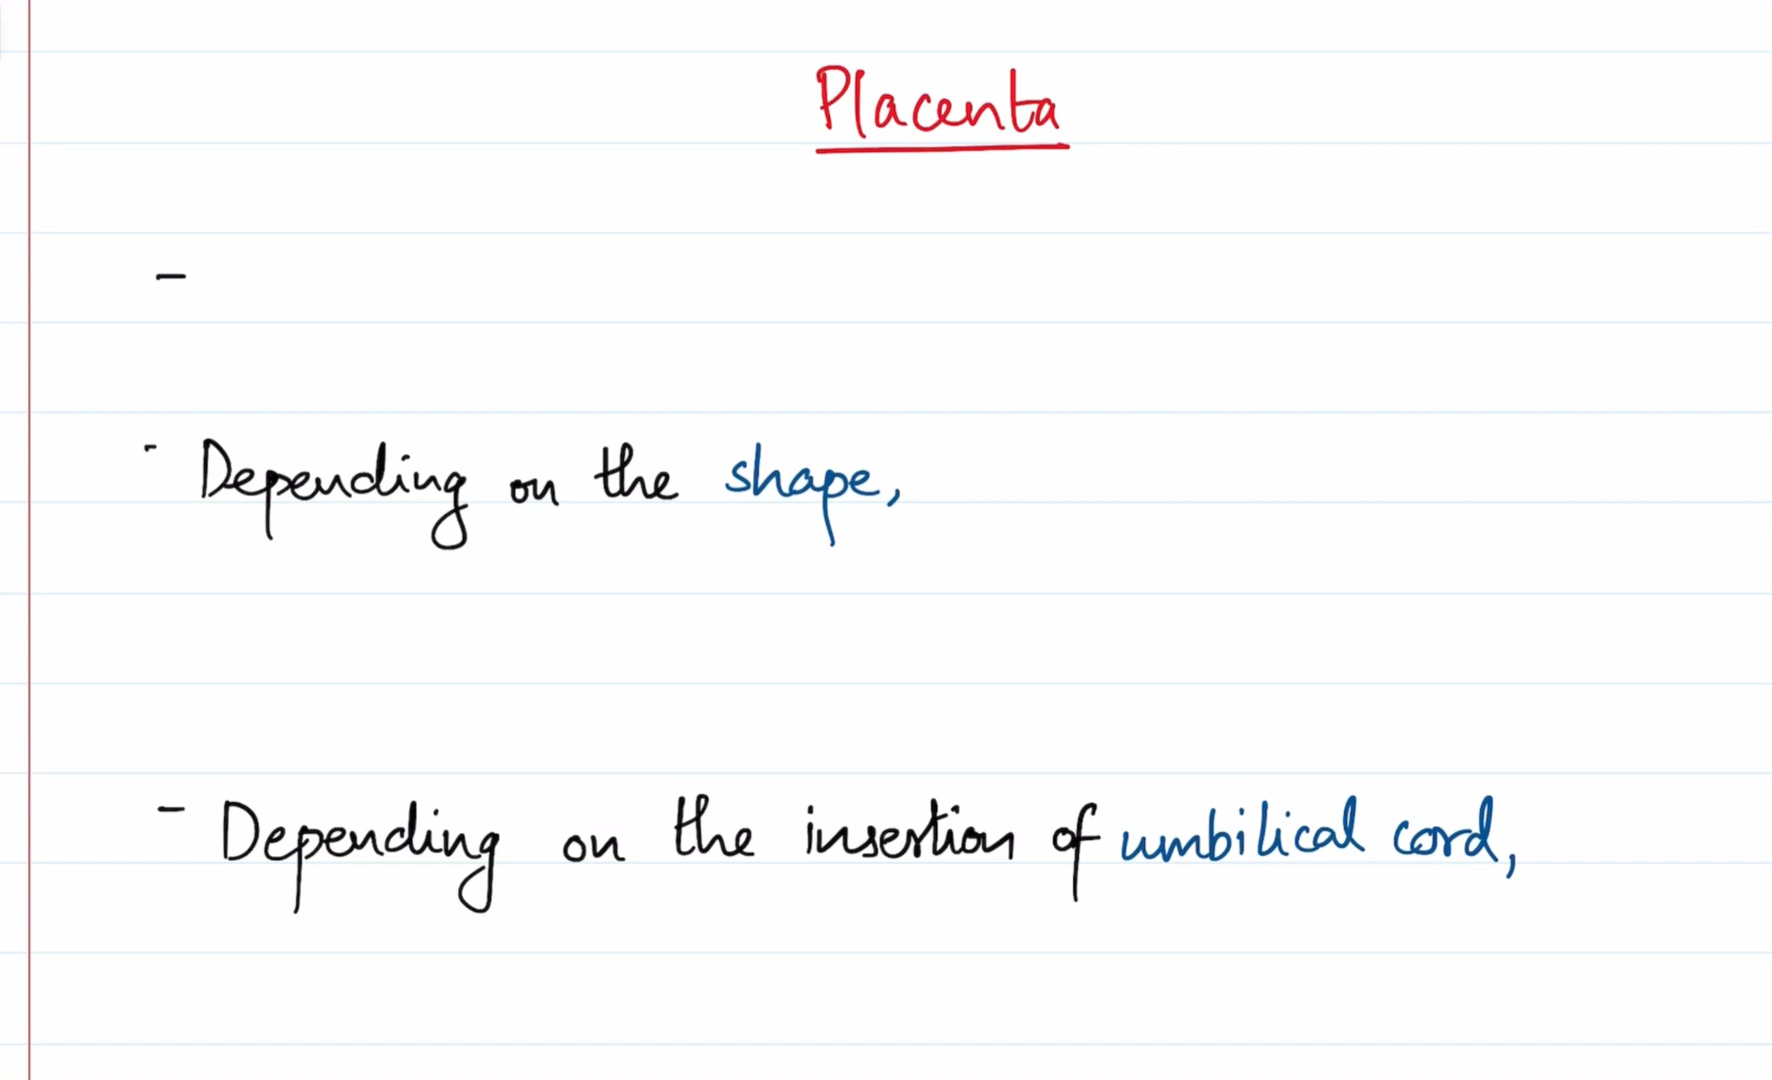 Placenta
-
- Depending on the shape,
- Depending on the insertion of umbilical cord,